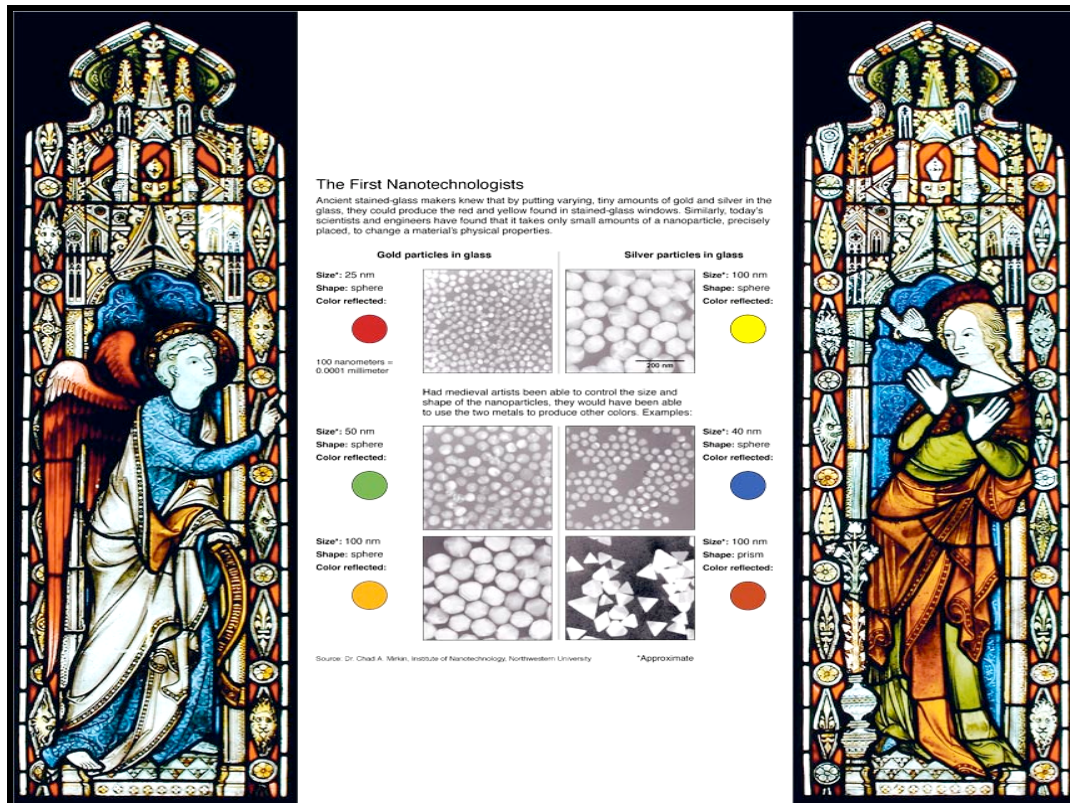 The First Nanotechnologists
Ancient stained-glass makers knew that by putting varying, tiny amounts of gold and silver in the
glass, they could produce the red and yellow found in stained-glass windows. Similarly, today's
scientists and engineers have found that it takes only small amounts of a nanoparticle, precisely
placed, to change a material's physical properties.
Gold particles in glass
Silver particles in glass
Size*: 25 nm
Shape: sphere
Color reflected:
100 nanometers =
0.0001 millimeter
200 nm
Size*: 100 nm
Shape: sphere
Color reflected:
Had medieval artists been able to control the size and
shape of the nanoparticles, they would have been able
to use the two metals to produce other colors. Examples:
Size*: 50 nm
Shape: sphere
Color reflected:
Size*: 40 nm
Shape: sphere
Color reflected:
Size*: 100 nm
Shape: sphere
Color reflected:
Size*: 100 nm
Shape: prism
Color reflected:
Source: Dr. Chad A. Mirkin, Institute of Nanotechnology, Northwestern University
*Approximate